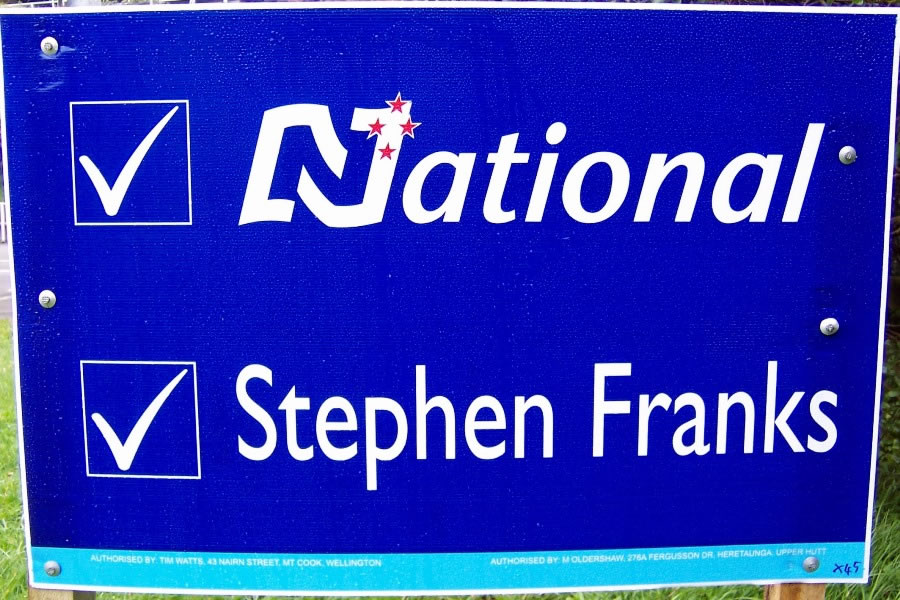 National
Stephen Franks
AUTHORISED BY: TIM WATTS, 43 NAIRN STREET, MT COOK, WELLINGTON
AUTHORISED BY: M OLDERSHAW, 276A FERGUSSON DR, HERETAUNGA, UPPER HUTT
X45